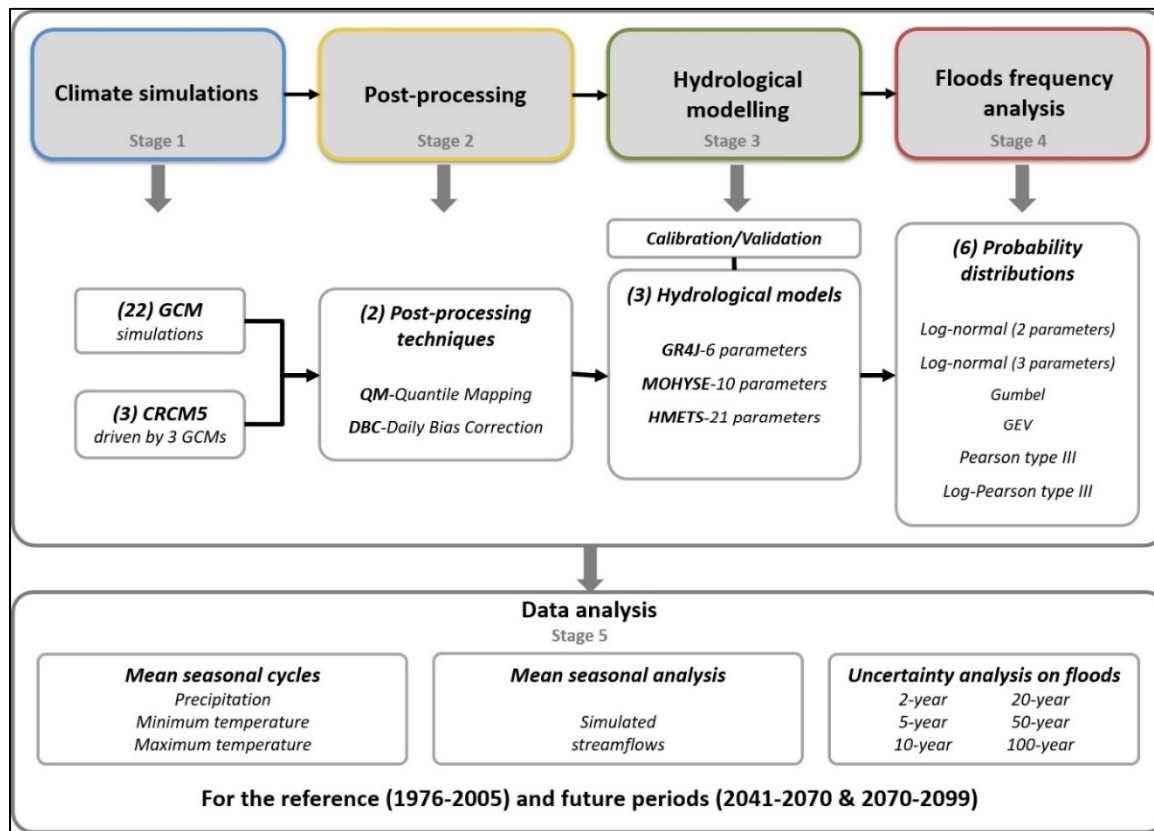 Climate simulations
Stage 1
Post-processing
Stage 2
Hydrological
modelling
Stage 3
Floods frequency
analysis
Stage 4
(22) GCM
simulations
(3) CRCM5
driven by 3 GCMs
(2) Post-processing
techniques
QM-Quantile Mapping
DBC-Daily Bias Correction
Calibration/Validation
(3) Hydrological models
GR4J-6 parameters
MOHYSE-10 parameters
HMETS-21 parameters
(6) Probability
distributions
Log-normal (2 parameters)
Log-normal (3 parameters)
Gumbel
GEV
Pearson type III
Log-Pearson type III
Data analysis
Stage 5
Mean seasonal cycles
Precipitation
Minimum temperature
Maximum temperature
Mean seasonal analysis
Simulated
streamflows
Uncertainty analysis on floods
2-year 20-year
5-year 50-year
10-year 100-year
For the reference (1976-2005) and future periods (2041-2070 & 2070-2099)